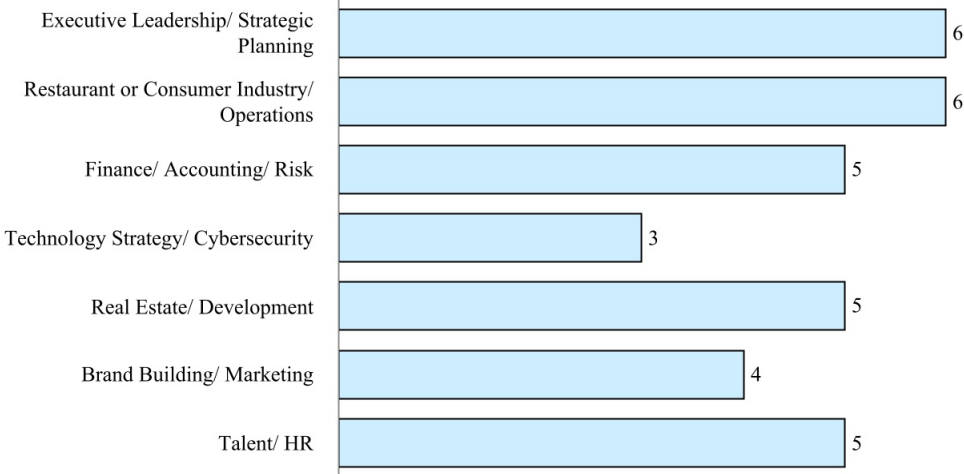 Executive Leadership/ Strategic
Planning
6
Restaurant or Consumer Industry/
Operations
6
Finance/ Accounting/ Risk
5
Technology Strategy/ Cybersecurity
3
Real Estate/ Development
5
Brand Building/ Marketing
4
Talent/ HR
5